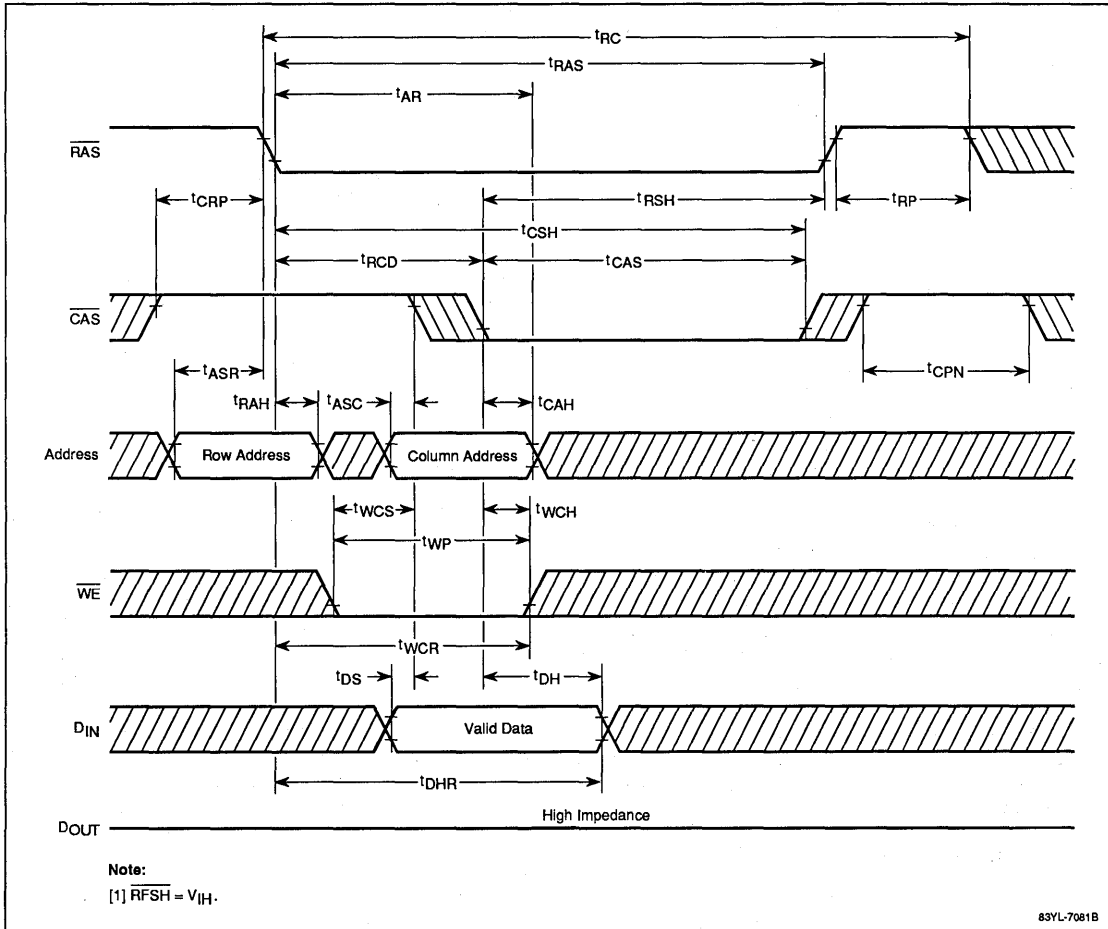 tRC
tRAS
tAR
RAS
tCRP
tRSH
tRP
tCSH
tRCD
tCAS
CAS
tASR
tCPN
tRAH
tASC
tCAH
Address
Row Address
Column Address
tWCS
tWCH
tWP
WE
tWCR
tDS
tDH
DIN
Valid Data
tDHR
High Impedance
DOUT
Note:
[1] RFSH = VIH.
83YL-7081B